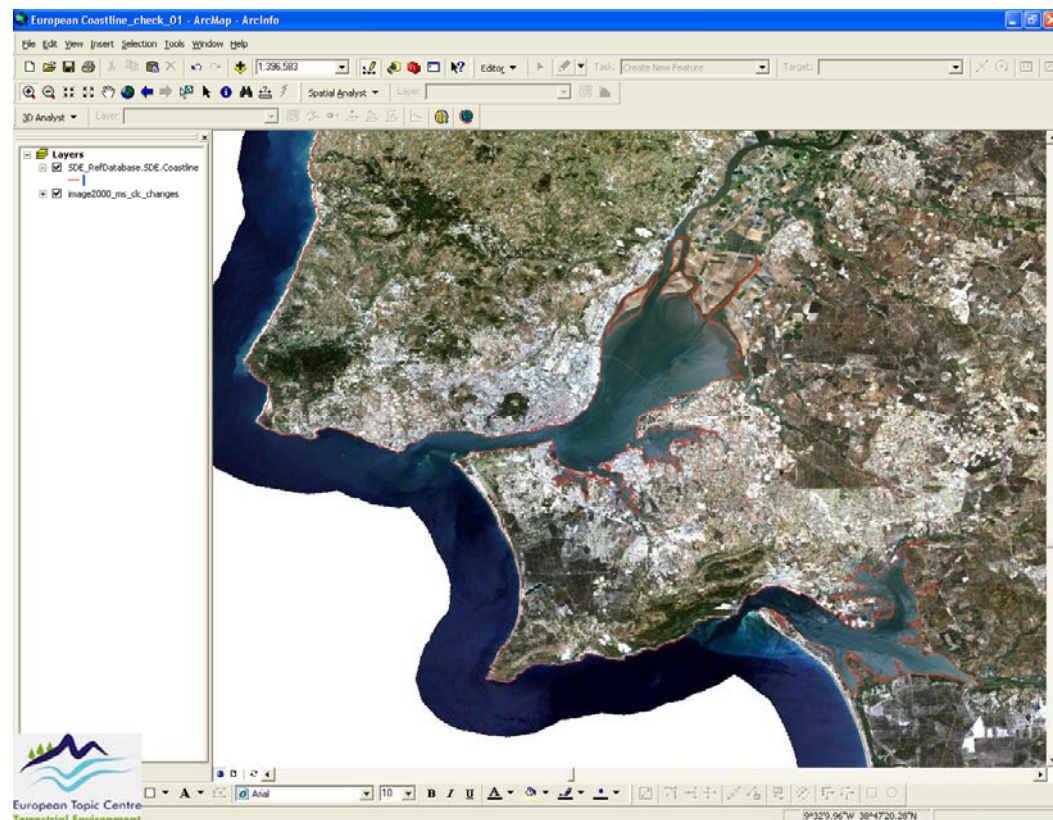 European Coastline_check_01 - ArcMap - ArcInfo
File Edit View Insert Selection Tools Window Help
1:396,583 Editor Task: Create New Feature Target:
Spatial Analyst Layer:
3D Analyst Layer:
Layers
SDE_RefDatabase.SDE.Coastline
image2000_ms_clc_changes
A Arial 10 B I U A
European Topic Centre
Terrestrial Environment
9°32'9.96"W 38°47'20.28"N